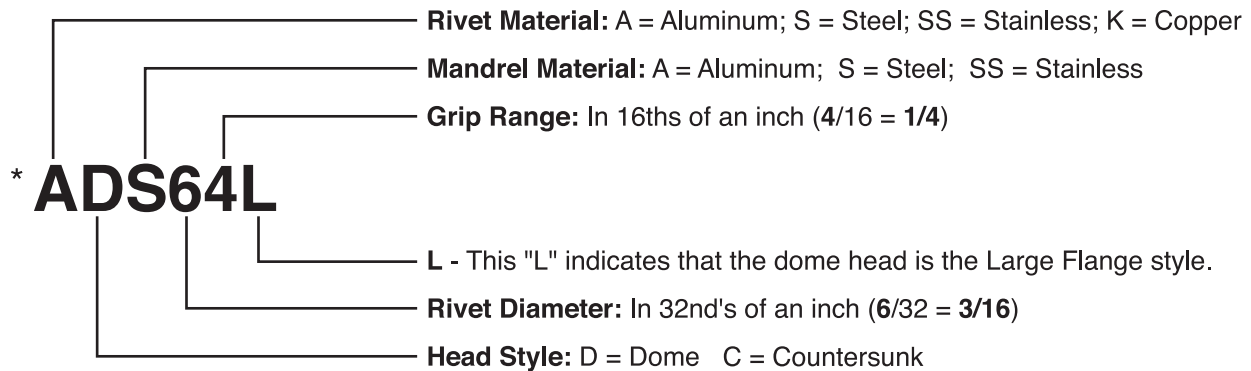 Rivet Material: A = Aluminum; S = Steel; SS = Stainless; K = Copper
Mandrel Material: A = Aluminum; S = Steel; SS = Stainless
Grip Range: In 16ths of an inch (4/16 = 1/4)
* ADS64L
L - This "L" indicates that the dome head is the Large Flange style.
Rivet Diameter: In 32nd's of an inch (6/32 = 3/16)
Head Style: D = Dome C = Countersunk